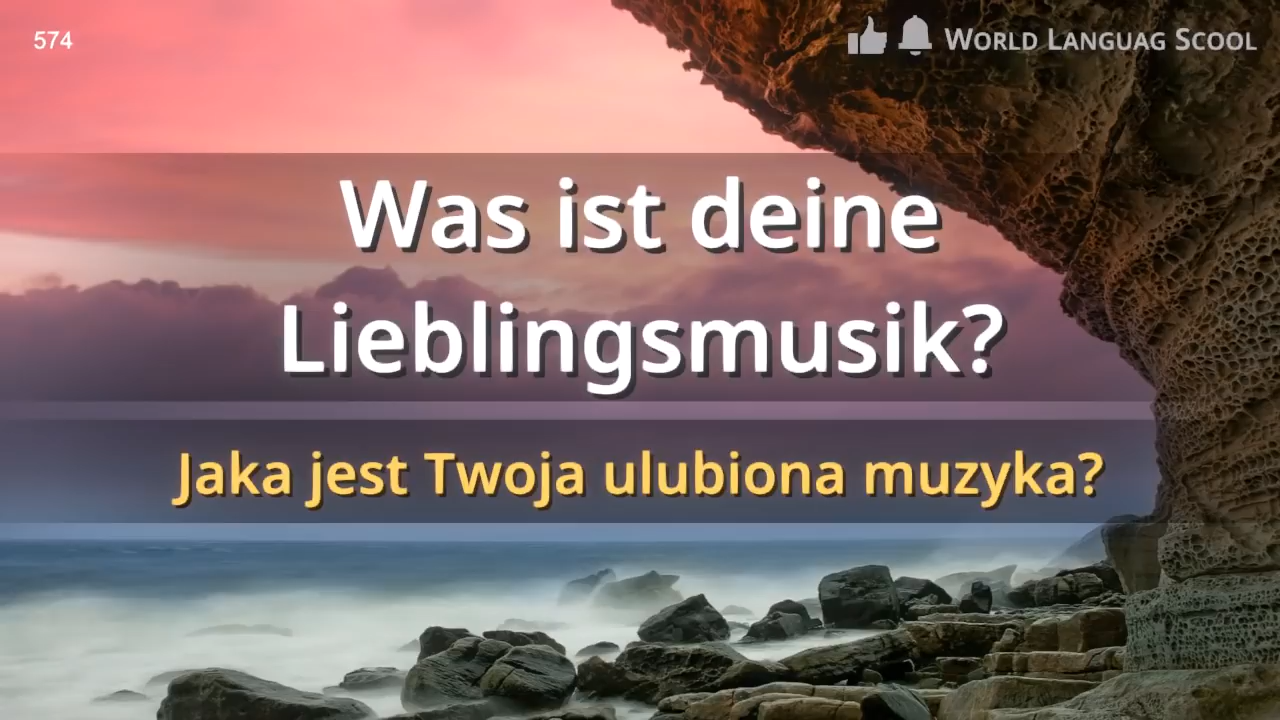 574
WORLD LANGUAG SCOOL
Was ist deine
Lieblingsmusik?
Jaka jest Twoja ulubiona muzyka?